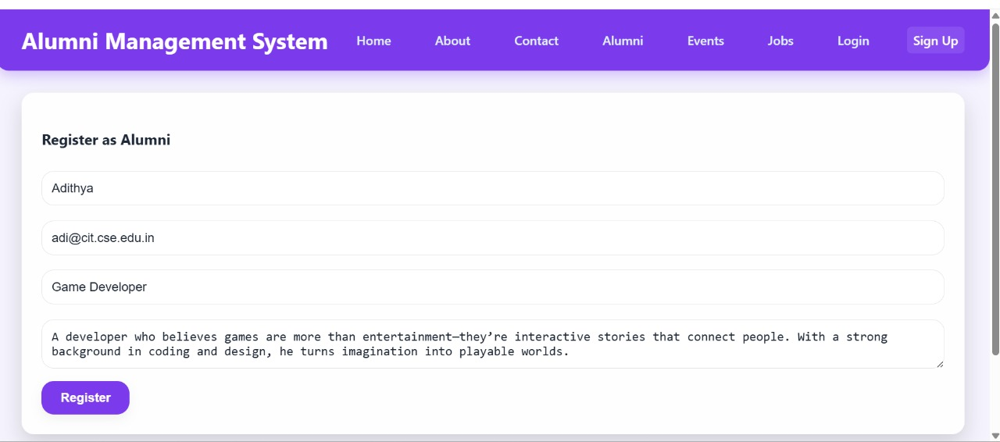 Alumni Management System Home About Contact Alumni Events Jobs Login Sign Up
Register as Alumni
Adithya
adi@cit.cse.edu.in
Game Developer
A developer who believes games are more than entertainment—they’re interactive stories that connect people. With a strong
background in coding and design, he turns imagination into playable worlds.
Register